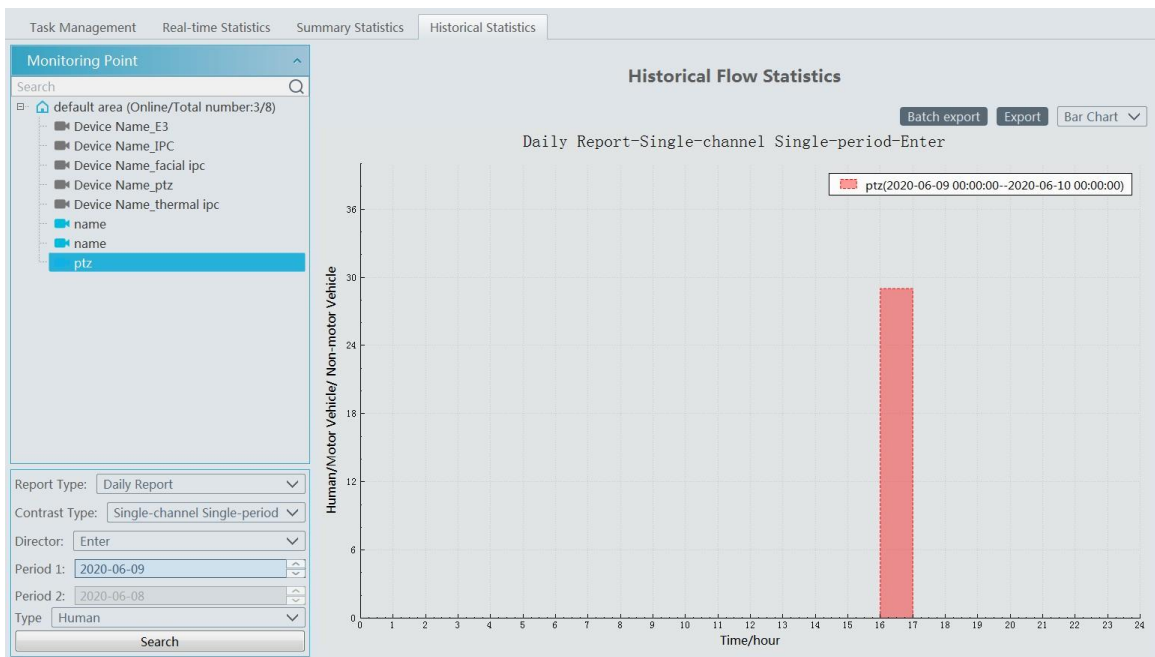 Task Management Real-time Statistics Summary Statistics Historical Statistics
Monitoring Point
Search
default area (Online/Total number:3/8)
Device Name_E3
Device Name_IPC
Device Name_facial ipc
Device Name_ptz
Device Name_thermal ipc
name
name
ptz
Report Type: Daily Report
Contrast Type: Single-channel Single-period
Director: Enter
Period 1: 2020-06-09
Period 2: 2020-06-08
Type Human
Search
Historical Flow Statistics
Batch export Export Bar Chart
Daily Report-Single-channel Single-period-Enter
ptz(2020-06-09 00:00:00--2020-06-10 00:00:00)
Human/Motor Vehicle/ Non-motor Vehicle
36
30
24
18
12
6
0
0 1 2 3 4 5 6 7 8 9 10 11 12 13 14 15 16 17 18 19 20 21 22 23 24
Time/hour